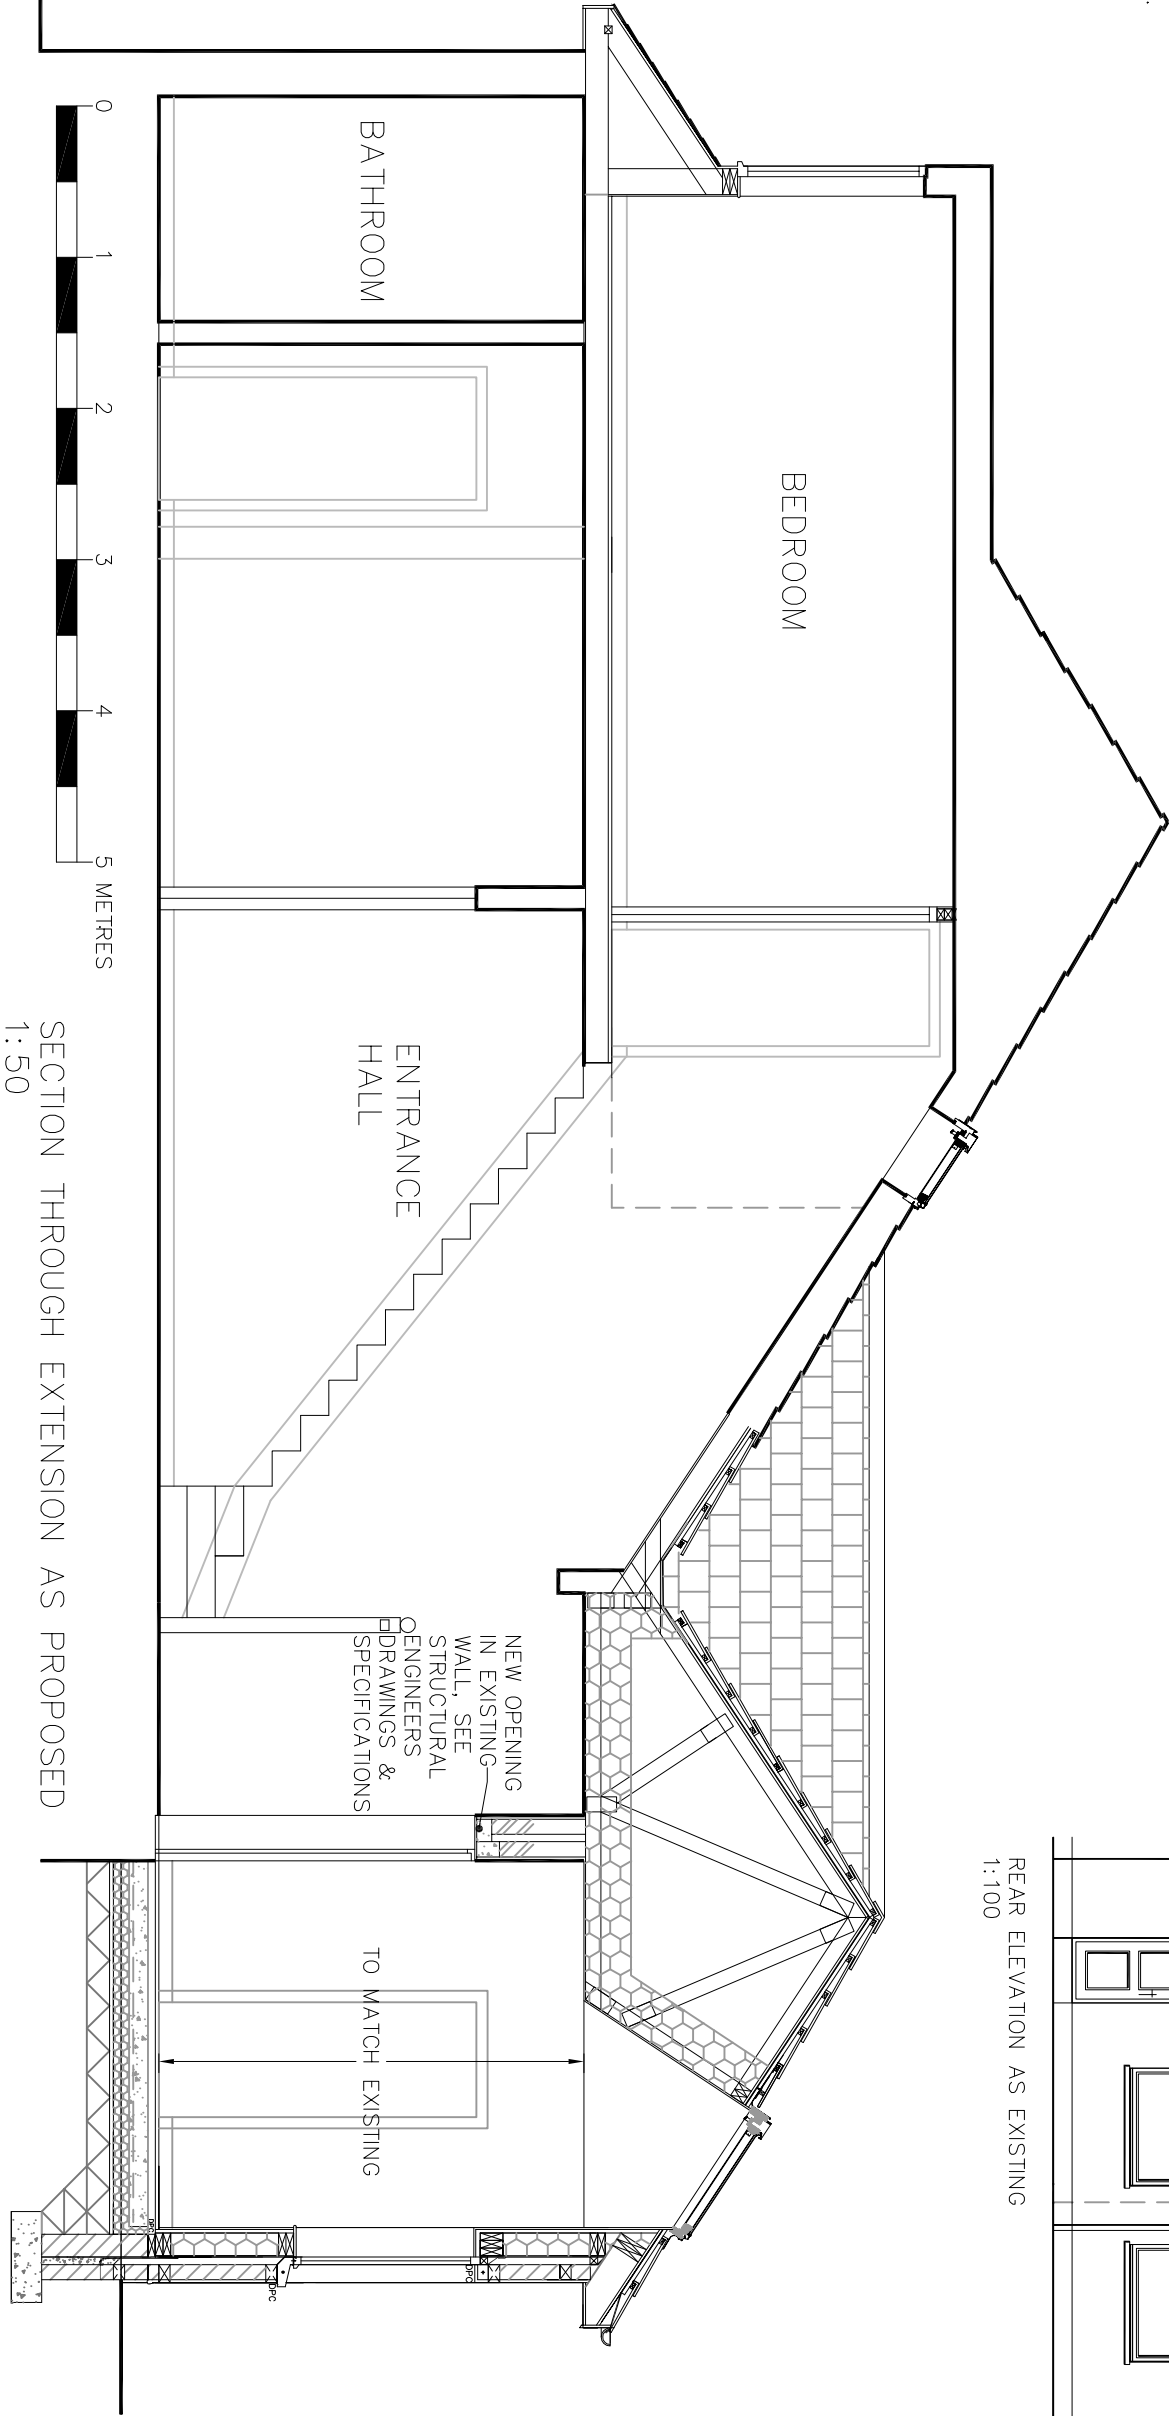 BATHROOM
BEDROOM
ENTRANCE
HALL
NEW OPENING
IN EXISTING
WALL, SEE
STRUCTURAL
ENGINEERS
DRAWINGS &
SPECIFICATIONS
TO MATCH EXISTING
DPC
DPC
DPC
0 1 2 3 4 5 METRES
SECTION THROUGH EXTENSION AS PROPOSED
1:50
REAR ELEVATION AS EXISTING
1:100